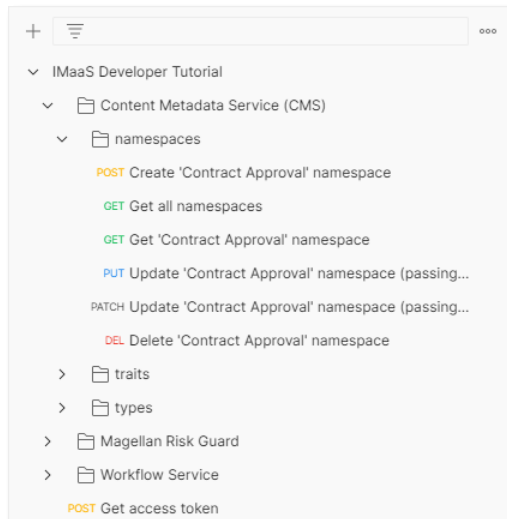 IMaaS Developer Tutorial
Content Metadata Service (CMS)
namespaces
POST Create 'Contract Approval' namespace
GET Get all namespaces
GET Get 'Contract Approval' namespace
PUT Update 'Contract Approval' namespace (passing...
PATCH Update 'Contract Approval' namespace (passing...
DEL Delete 'Contract Approval' namespace
traits
types
Magellan Risk Guard
Workflow Service
POST Get access token